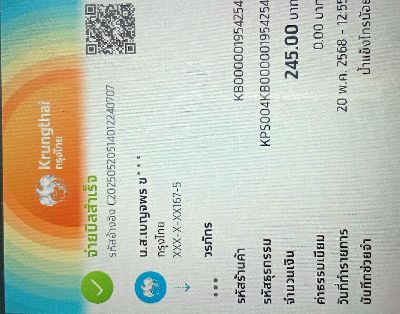 Krungthai
กรุงไทย
จ่ายบิลสำเร็จ
รหัสอ้างอิง C20250520514012240707
น.ส.เบญจพร ข***
กรุงไทย
XXX-X-XX167-5
วรภัทร
รหัสร้านค้า KB000001954254
รหัสธุรกรรม KPS004KB000001954254
จำนวนเงิน 245.00 บาท
ค่าธรรมเนียม 0.00 บาท
วันที่ทำรายการ 20 พ.ค. 2568 - 12:55
บันทึกช่วยจำ น้ำแข็งไทรน้อย